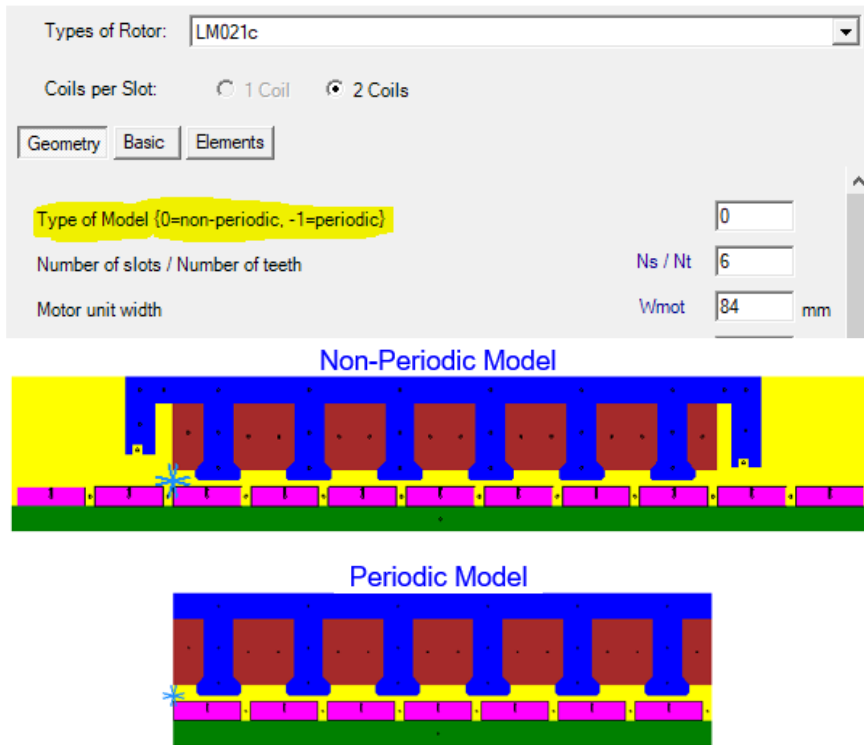 Types of Rotor: LM021c
Coils per Slot: 1 Coil 2 Coils
Geometry Basic Elements
Type of Model {0=non-periodic, -1=periodic} 0
Number of slots / Number of teeth Ns / Nt 6
Motor unit width Wmot 84 mm
Non-Periodic Model
Periodic Model